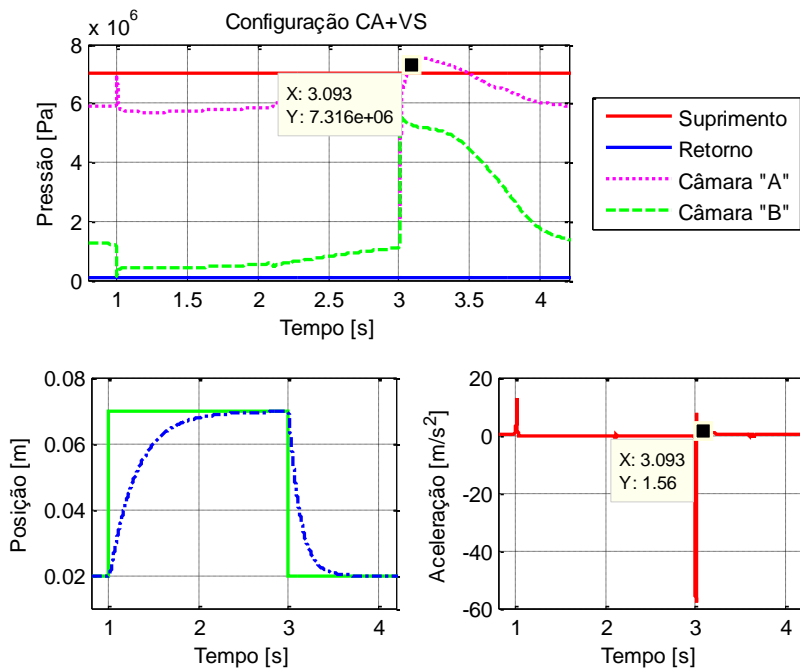 Configuração CA+VS
x 10^6
Pressão [Pa]
8
6
4
2
0
1
1.5
2
2.5
3
3.5
4
Tempo [s]
X: 3.093
Y: 7.316e+06
Suprimento
Retorno
Câmara "A"
Câmara "B"
Posição [m]
0.08
0.06
0.04
0.02
1
2
3
4
Tempo [s]
Aceleração [m/s²]
20
0
-20
-40
-60
1
2
3
4
Tempo [s]
X: 3.093
Y: 1.56